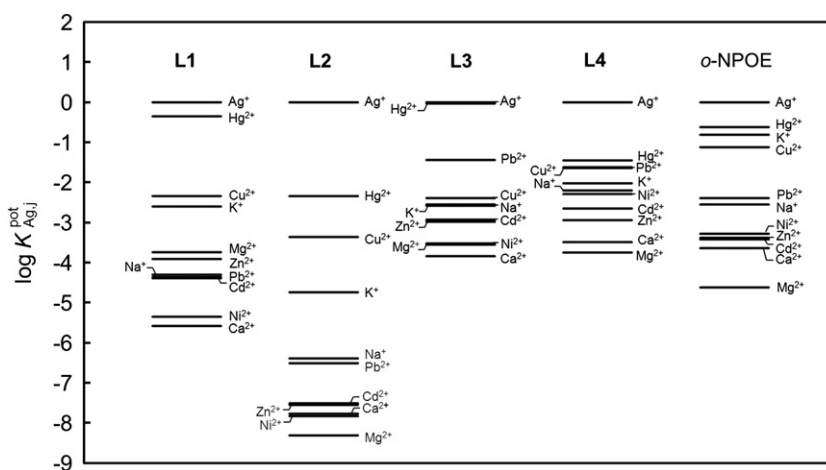 2
1
0
-1
-2
-3
-4
-5
-6
-7
-8
-9
log K pot Ag,j
L1
Ag⁺
Hg²⁺
Cu²⁺
K⁺
Mg²⁺
Zn²⁺
Na⁺
Pb²⁺
Cd²⁺
Ni²⁺
Ca²⁺
L2
Ag⁺
Hg²⁺
Cu²⁺
K⁺
Na⁺
Pb²⁺
Cd²⁺
Zn²⁺
Ca²⁺
Ni²⁺
Mg²⁺
L3
Ag⁺
Hg²⁺
Pb²⁺
Cu²⁺
K⁺
Na⁺
Zn²⁺
Cd²⁺
Mg²⁺
Ni²⁺
Ca²⁺
L4
Ag⁺
Hg²⁺
Cu²⁺
Pb²⁺
K⁺
Na⁺
Ni²⁺
Cd²⁺
Zn²⁺
Ca²⁺
Mg²⁺
o-NPOE
Ag⁺
Hg²⁺
K⁺
Cu²⁺
Pb²⁺
Na⁺
Ni²⁺
Zn²⁺
Cd²⁺
Ca²⁺
Mg²⁺